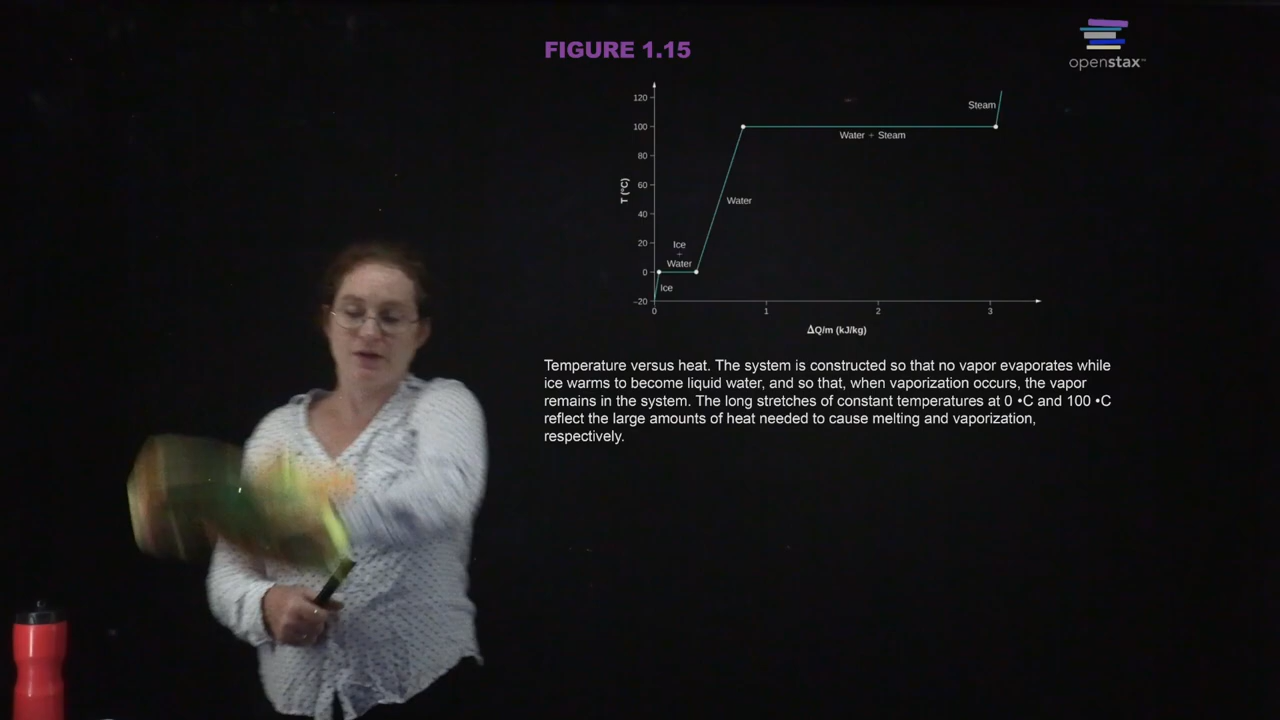 FIGURE 1.15
openstax™
120
100
80
60
40
20
0
–20
T (°C)
Steam
Water + Steam
Water
Ice
+
Water
Ice
0
1
2
3
ΔQ/m (kJ/kg)
Temperature versus heat. The system is constructed so that no vapor evaporates while
ice warms to become liquid water, and so that, when vaporization occurs, the vapor
remains in the system. The long stretches of constant temperatures at 0 •C and 100 •C
reflect the large amounts of heat needed to cause melting and vaporization,
respectively.